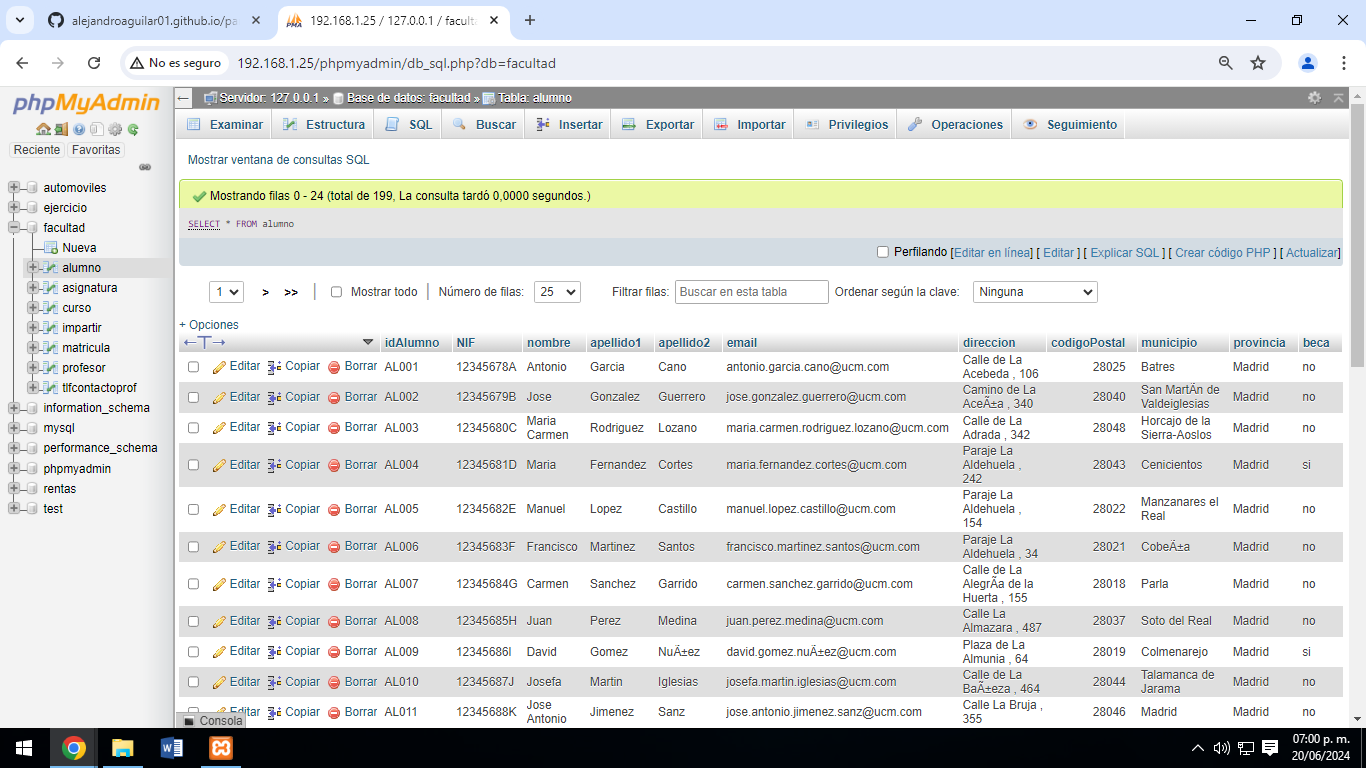 alejandroaguilar01.github.io/pa
192.168.1.25 / 127.0.0.1 / faculta
No es seguro
192.168.1.25/phpmyadmin/db_sql.php?db=facultad
phpMyAdmin
Reciente Favoritas
automoviles
ejercicio
facultad
Nueva
alumno
asignatura
curso
impartir
matricula
profesor
tlfcontactoprof
information_schema
mysql
performance_schema
phpmyadmin
rentas
test
Servidor: 127.0.0.1 » Base de datos: facultad » Tabla: alumno
Examinar Estructura SQL Buscar Insertar Exportar Importar Privilegios Operaciones Seguimiento
Mostrar ventana de consultas SQL
Mostrando filas 0 - 24 (total de 199, La consulta tardó 0,0000 segundos.)
SELECT * FROM alumno
Perfilando [Editar en línea] [ Editar ] [ Explicar SQL ] [ Crear código PHP ] [ Actualizar]
1 > >> | Mostrar todo | Número de filas: 25 Filtrar filas: Buscar en esta tabla Ordenar según la clave: Ninguna
+ Opciones
←T→ idAlumno NIF nombre apellido1 apellido2 email direccion codigoPostal municipio provincia beca
Editar Copiar Borrar AL001 12345678A Antonio Garcia Cano antonio.garcia.cano@ucm.com Calle de La Acebeda , 106 28025 Batres Madrid no
Editar Copiar Borrar AL002 12345679B Jose Gonzalez Guerrero jose.gonzalez.guerrero@ucm.com Camino de La AceÃ±a , 340 28040 San MartÃn de Valdeiglesias Madrid no
Editar Copiar Borrar AL003 12345680C Maria Carmen Rodriguez Lozano maria.carmen.rodriguez.lozano@ucm.com Calle de La Adrada , 342 28048 Horcajo de la Sierra-Aoslos Madrid no
Editar Copiar Borrar AL004 12345681D Maria Fernandez Cortes maria.fernandez.cortes@ucm.com Paraje La Aldehuela , 242 28043 Cenicientos Madrid si
Editar Copiar Borrar AL005 12345682E Manuel Lopez Castillo manuel.lopez.castillo@ucm.com Paraje La Aldehuela , 154 28022 Manzanares el Real Madrid no
Editar Copiar Borrar AL006 12345683F Francisco Martinez Santos francisco.martinez.santos@ucm.com Paraje La Aldehuela , 34 28021 CobeÃ±a Madrid no
Editar Copiar Borrar AL007 12345684G Carmen Sanchez Garrido carmen.sanchez.garrido@ucm.com Calle de La AlegrÃa de la Huerta , 155 28018 Parla Madrid no
Editar Copiar Borrar AL008 12345685H Juan Perez Medina juan.perez.medina@ucm.com Calle La Almazara , 487 28037 Soto del Real Madrid no
Editar Copiar Borrar AL009 12345686I David Gomez NuÃ±ez david.gomez.nuÃ±ez@ucm.com Plaza de La Almunia , 64 28019 Colmenarejo Madrid si
Editar Copiar Borrar AL010 12345687J Josefa Martin Iglesias josefa.martin.iglesias@ucm.com Calle de La BaÃ±eza , 464 28044 Talamanca de Jarama Madrid no
Editar Copiar Borrar AL011 12345688K Jose Antonio Jimenez Sanz jose.antonio.jimenez.sanz@ucm.com Calle La Bruja , 355 28046 Madrid Madrid no
Consola
07:00 p. m.
20/06/2024